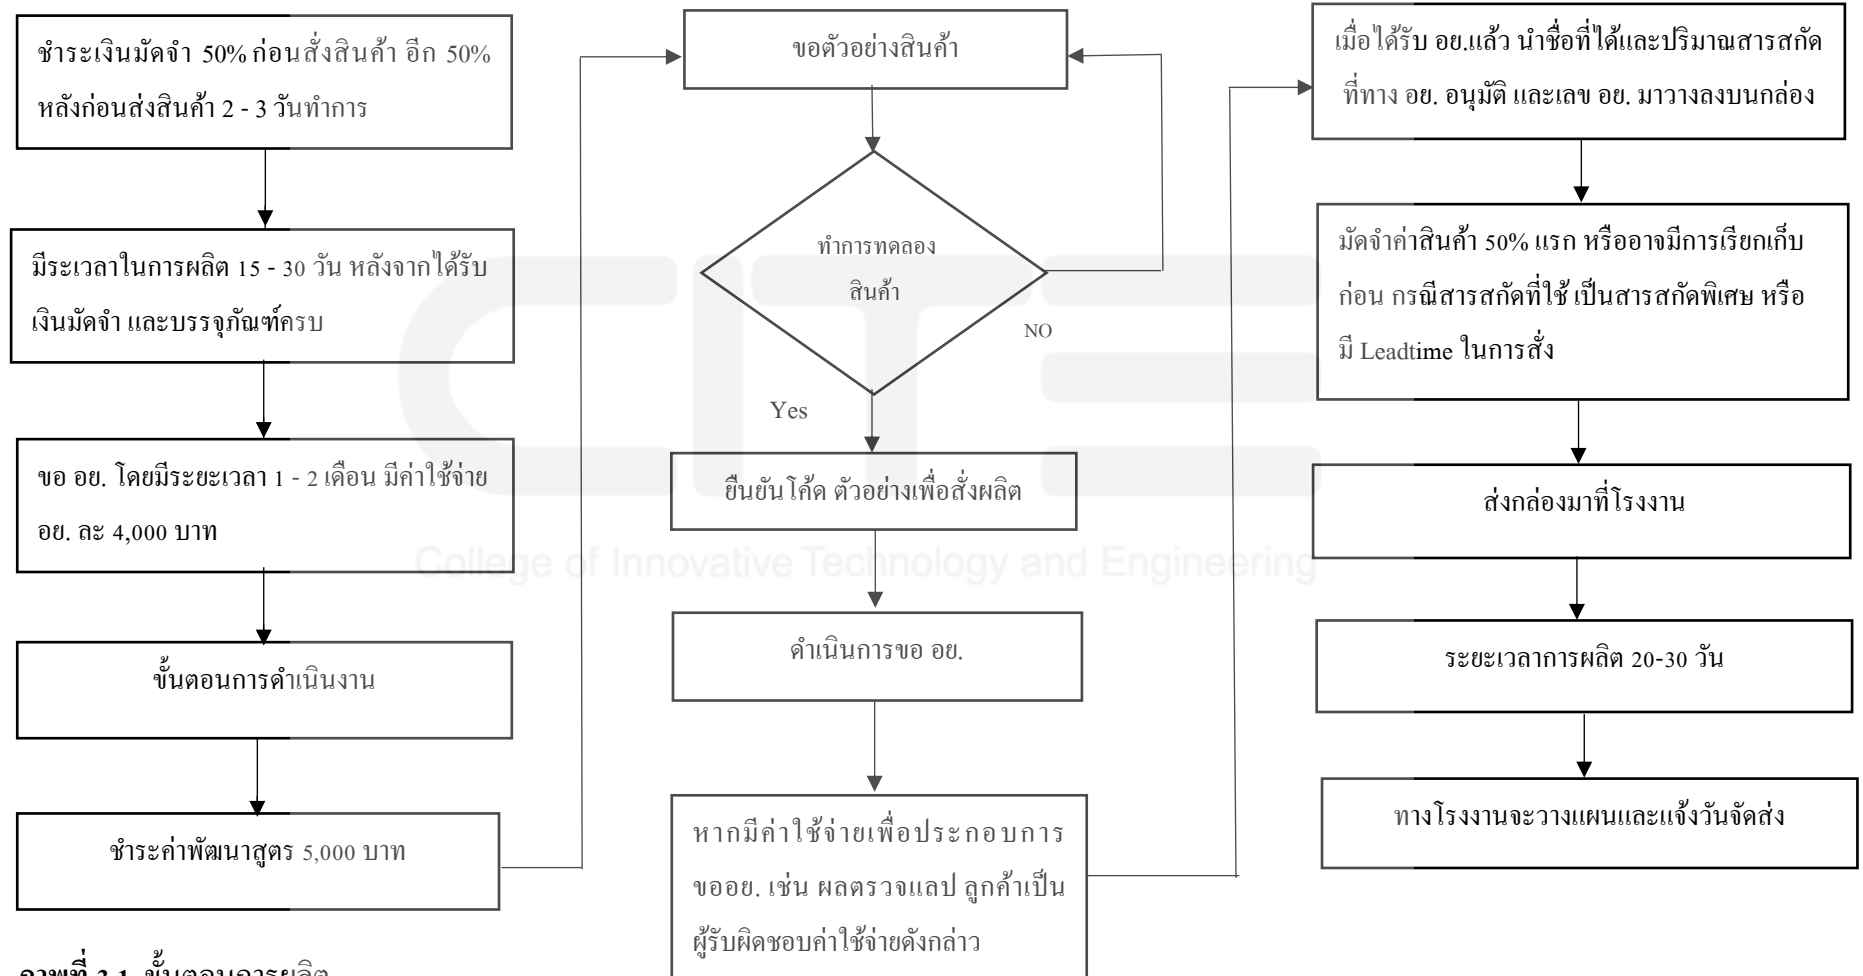 ชำระเงินมัดจำ 50% ก่อนสั่งสินค้า อีก 50%
หลังก่อนส่งสินค้า 2 - 3 วันทำการ
มีระเวลาในการผลิต 15 - 30 วัน หลังจากได้รับ
เงินมัดจำ และบรรจุภัณฑ์ครบ
ขอ อย. โดยมีระยะเวลา 1 - 2 เดือน มีค่าใช้จ่าย
อย. ละ 4,000 บาท
ขั้นตอนการดำเนินงาน
ชำระค่าพัฒนาสูตร 5,000 บาท
ขอตัวอย่างสินค้า
ทำการทดลอง
สินค้า
NO
Yes
ยืนยันโค้ด ตัวอย่างเพื่อสั่งผลิต
ดำเนินการขอ อย.
หากมีค่าใช้จ่ายเพื่อประกอบการ
ขออย. เช่น ผลตรวจแลป ลูกค้าเป็น
ผู้รับผิดชอบค่าใช้จ่ายดังกล่าว
เมื่อได้รับ อย.แล้ว นำชื่อที่ได้และปริมาณสารสกัด
ที่ทาง อย. อนุมัติ และเลข อย. มาวางลงบนกล่อง
มัดจำค่าสินค้า 50% แรก หรืออาจมีการเรียกเก็บ
ก่อน กรณีสารสกัดที่ใช้ เป็นสารสกัดพิเศษ หรือ
มี Leadtime ในการสั่ง
ส่งกล่องมาที่โรงงาน
ระยะเวลาการผลิต 20-30 วัน
ทางโรงงานจะวางแผนและแจ้งวันจัดส่ง
CITE
College of Innovative Technology and Engineering
ภาพที่ 3.1 ขั้นตอนการผลิต